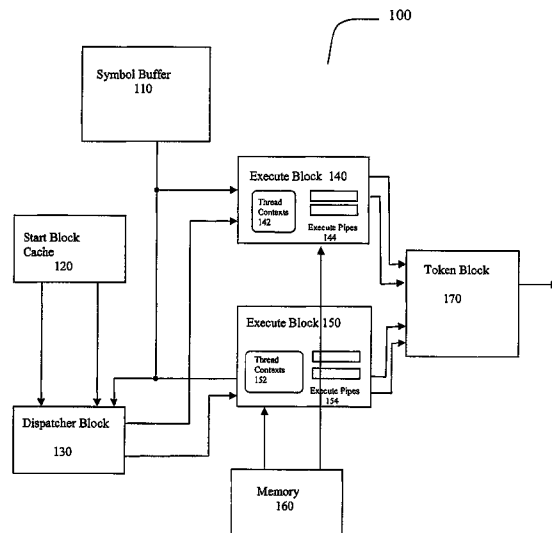 100
Symbol Buffer
110
Execute Block 140
Thread
Contexts
142
Execute Pipes
144
Start Block
Cache
120
Token Block
170
Execute Block 150
Thread
Contexts
152
Execute Pipes
154
Dispatcher Block
130
Memory
160